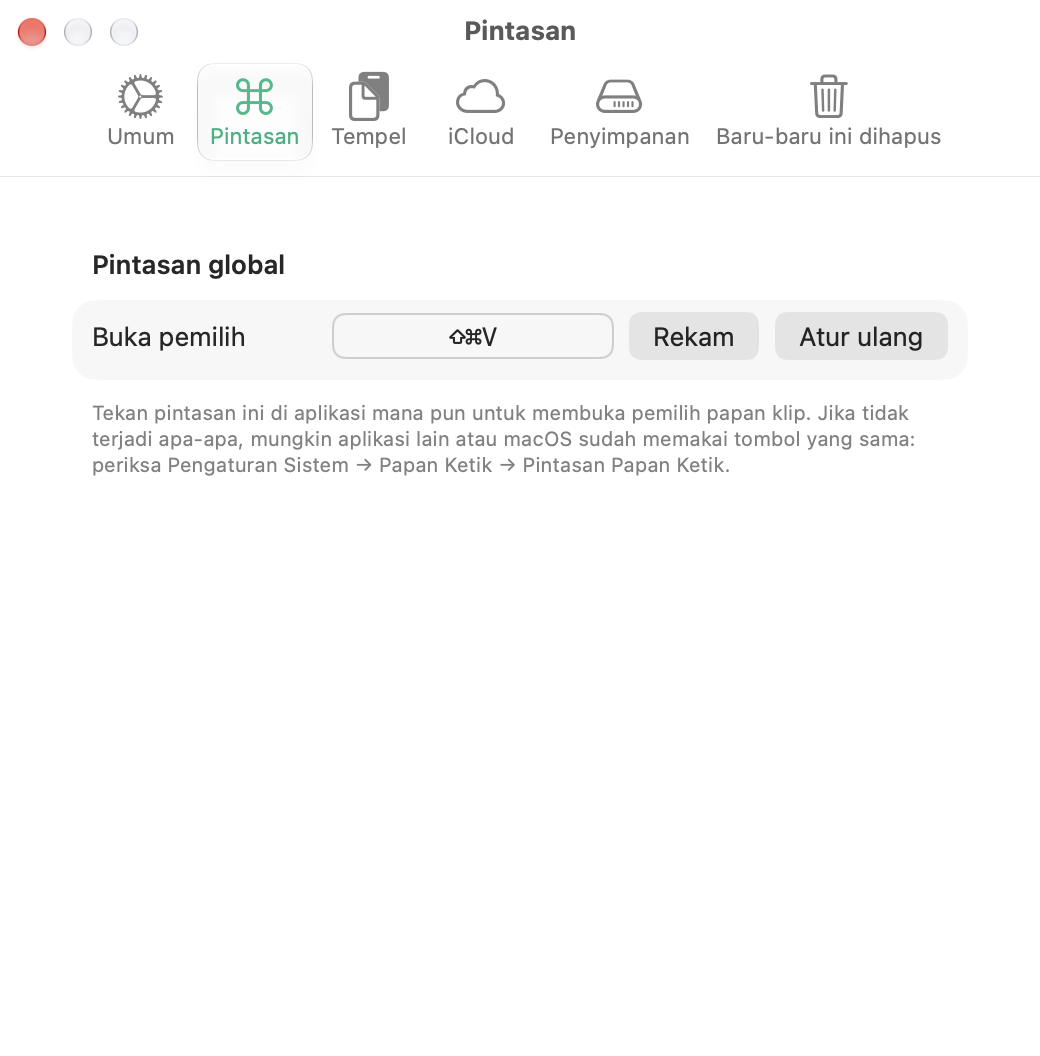 Pintasan
Umum
Pintasan
Tempel
iCloud
Penyimpanan
Baru-baru ini dihapus
Pintasan global
Buka pemilih
⇧⌘V
Rekam
Atur ulang
Tekan pintasan ini di aplikasi mana pun untuk membuka pemilih papan klip. Jika tidak
terjadi apa-apa, mungkin aplikasi lain atau macOS sudah memakai tombol yang sama:
periksa Pengaturan Sistem → Papan Ketik → Pintasan Papan Ketik.